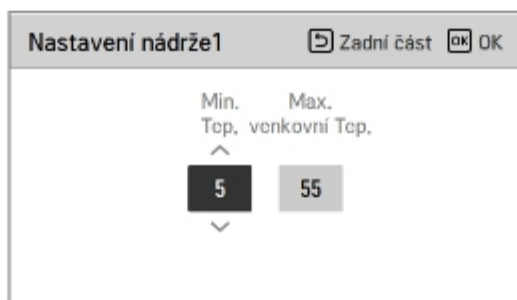 Nastavení nádrže1 Zadní část OK OK
Min. Max.
Tep. venkovní Tep.
5 55